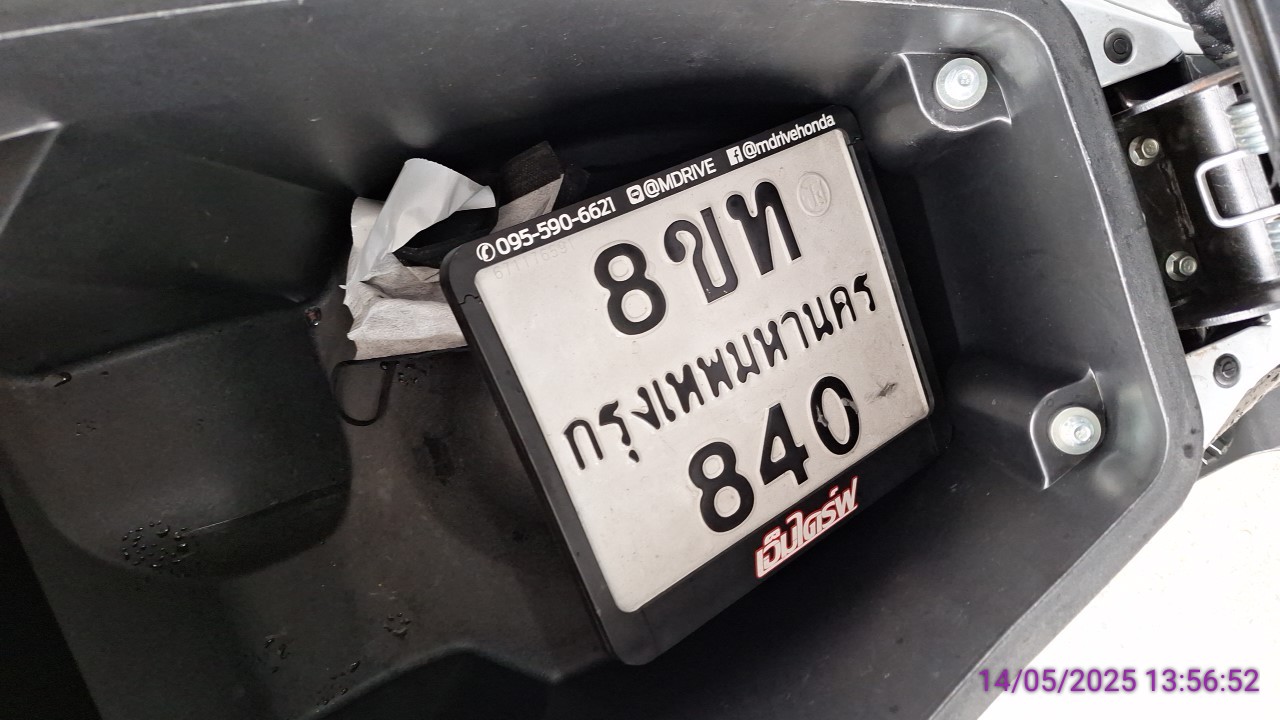 095-590-6621 @MDRIVE @mdrivehonda
8ขท
กรุงเทพมหานคร
840
เอ็มไดร์ฟ
14/05/2025 13:56:52